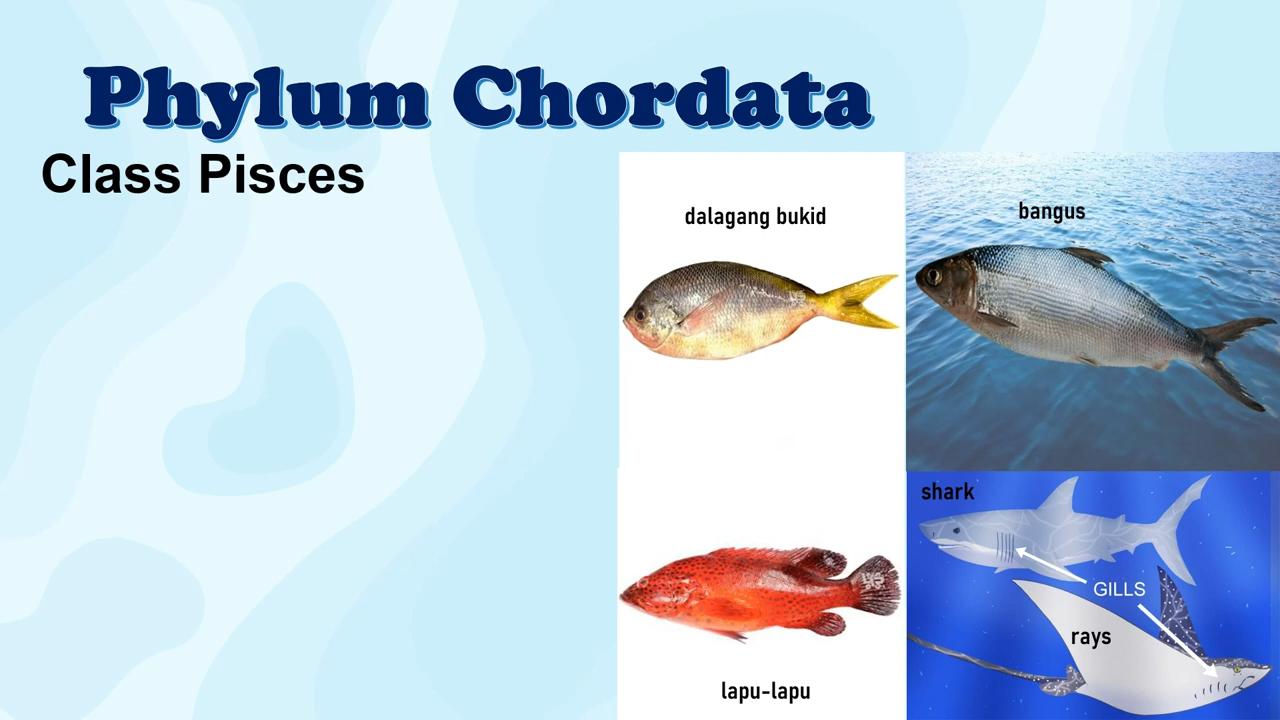 Phylum Chordata
Class Pisces
dalagang bukid
bangus
shark
GILLS
rays
lapu-lapu